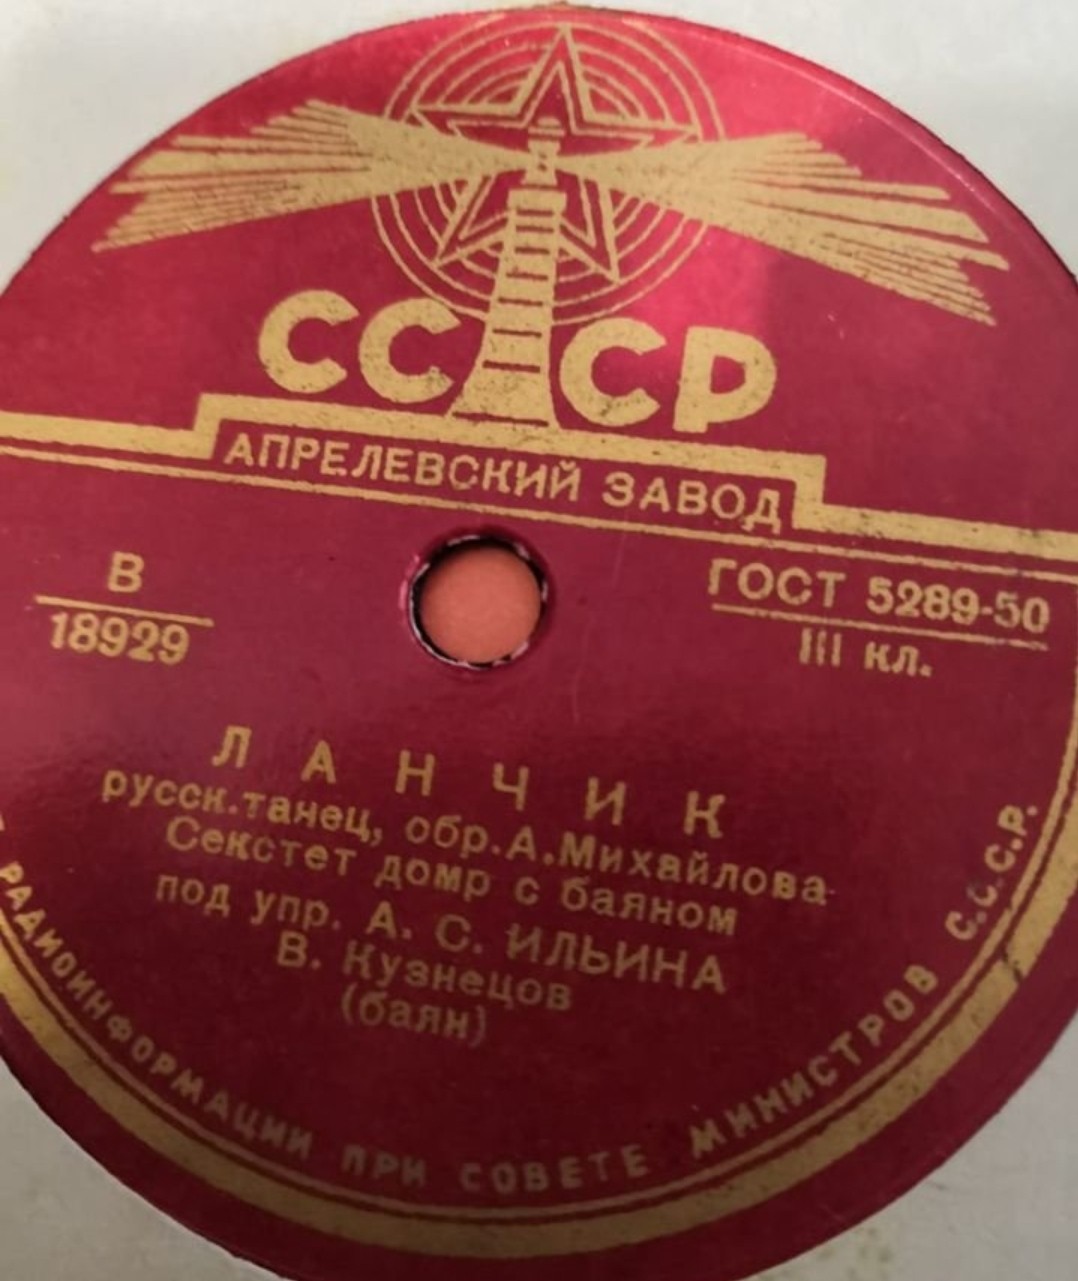 СССР
АПРЕЛЕВСКИЙ ЗАВОД
В
18929
ГОСТ 5289-50
III кл.
ЛАНЧИК
русск.танец, обр.А.Михайлова
Секстет домр с баяном
под упр. А. С. ИЛЬИНА
В. Кузнецов
(баян)
РАДИОИНФОРМАЦИИ ПРИ СОВЕТЕ МИНИСТРОВ С.С.С.Р.